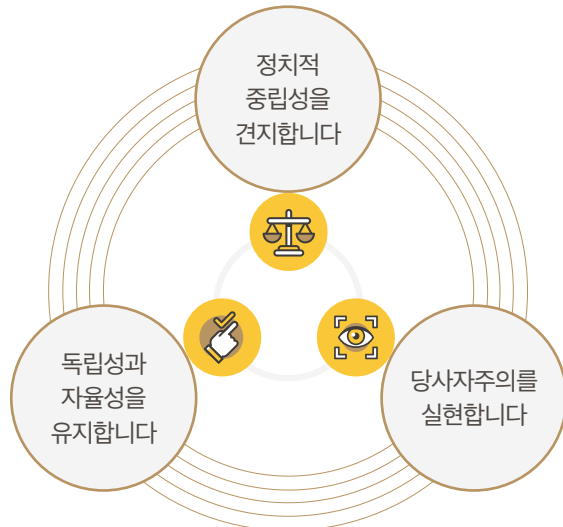 정치적
중립성을
견지합니다
독립성과
자율성을
유지합니다
당사자주의를
실현합니다